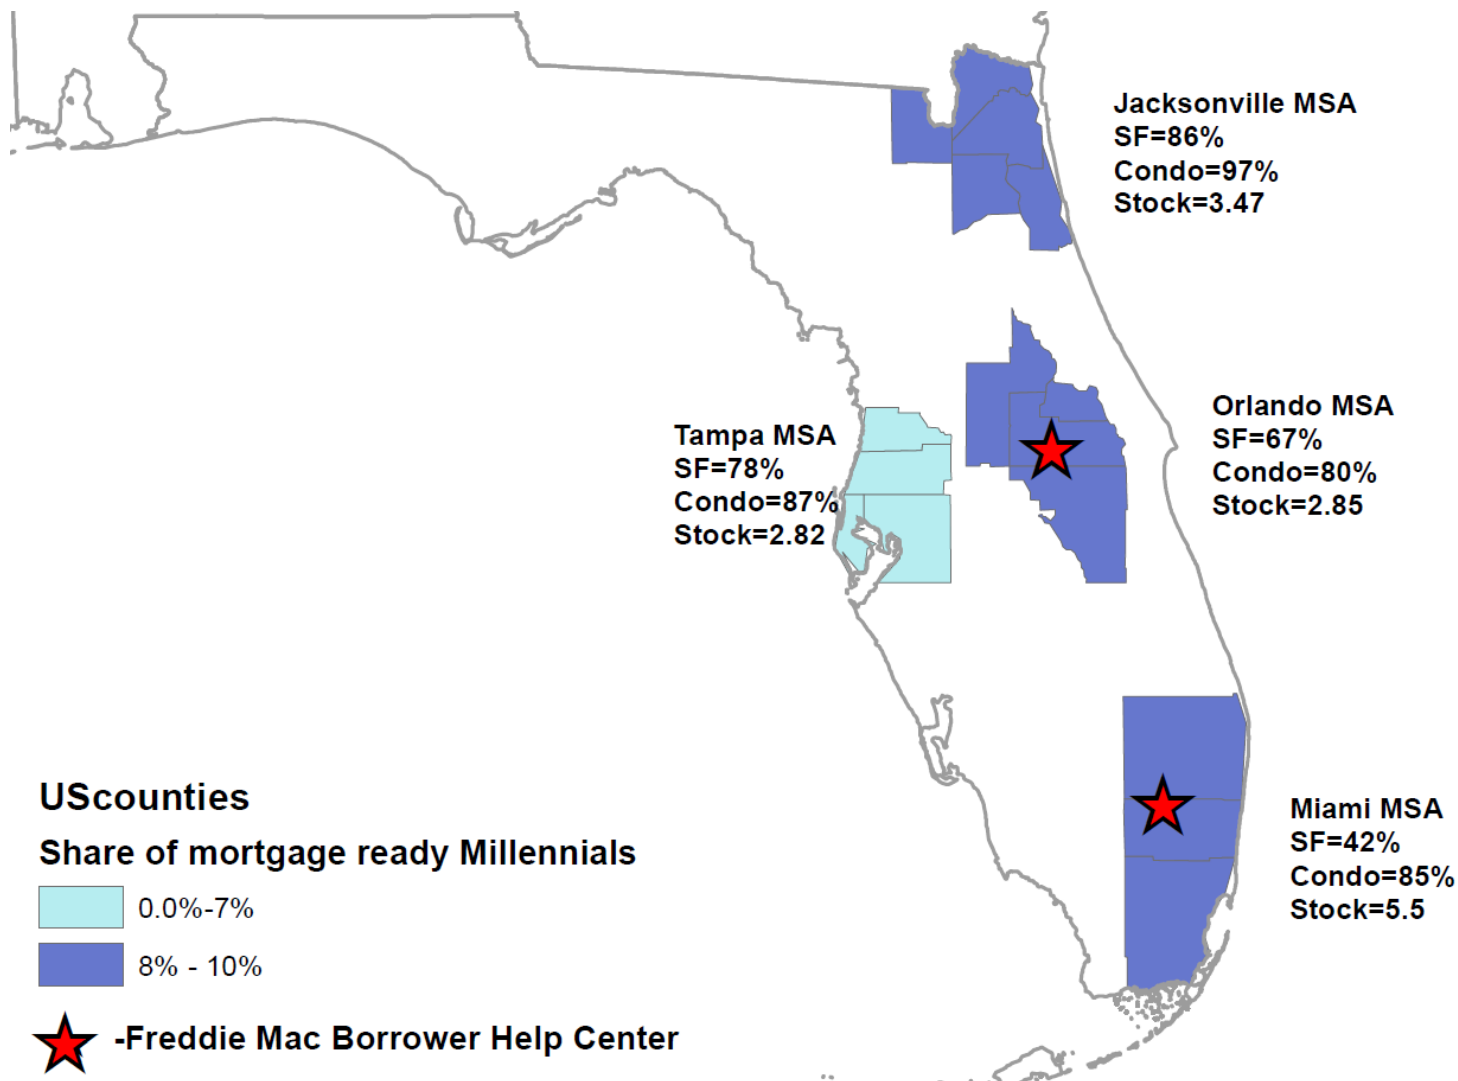 Jacksonville MSA
SF=86%
Condo=97%
Stock=3.47
Orlando MSA
SF=67%
Condo=80%
Stock=2.85
Tampa MSA
SF=78%
Condo=87%
Stock=2.82
Miami MSA
SF=42%
Condo=85%
Stock=5.5
UScounties
Share of mortgage ready Millennials
0.0%-7%
8% - 10%
-Freddie Mac Borrower Help Center